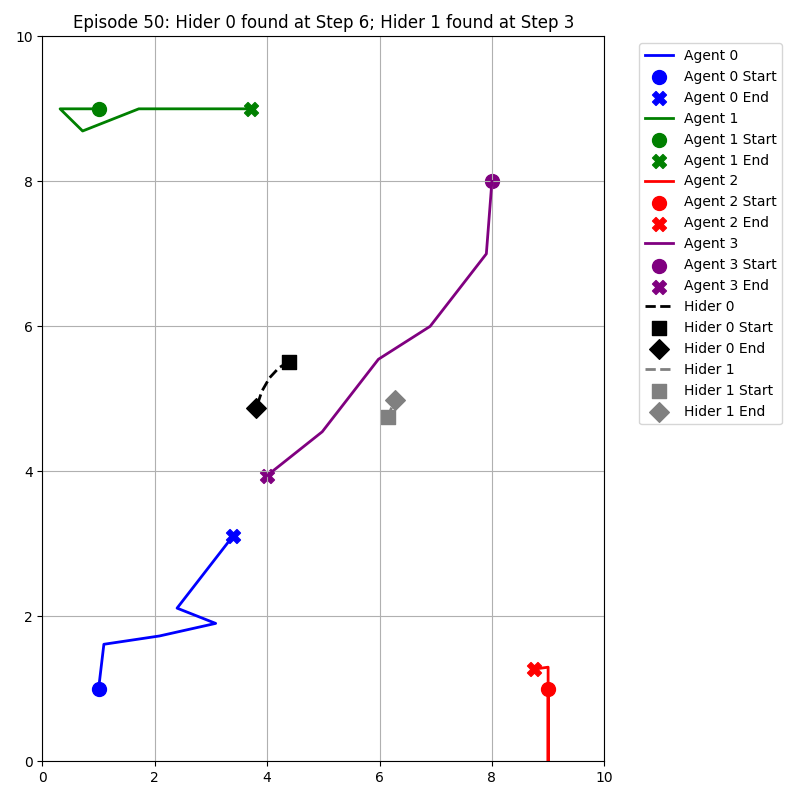 Episode 50: Hider 0 found at Step 6; Hider 1 found at Step 3
10
8
6
4
2
0
0 2 4 6 8 10
Agent 0
Agent 0 Start
Agent 0 End
Agent 1
Agent 1 Start
Agent 1 End
Agent 2
Agent 2 Start
Agent 2 End
Agent 3
Agent 3 Start
Agent 3 End
Hider 0
Hider 0 Start
Hider 0 End
Hider 1
Hider 1 Start
Hider 1 End